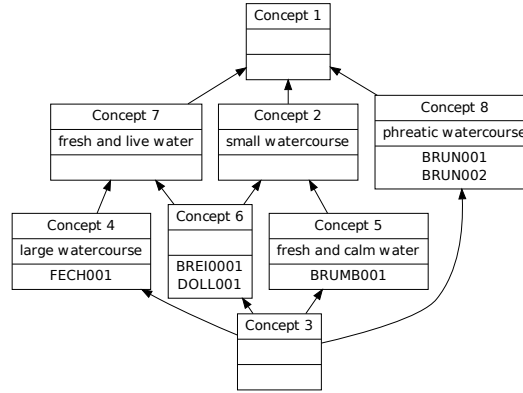 Concept 1
Concept 7
fresh and live water
Concept 2
small watercourse
Concept 8
phreatic watercourse
BRUN001
BRUN002
Concept 4
large watercourse
FECH001
Concept 6
BREI0001
DOLL001
Concept 5
fresh and calm water
BRUMB001
Concept 3